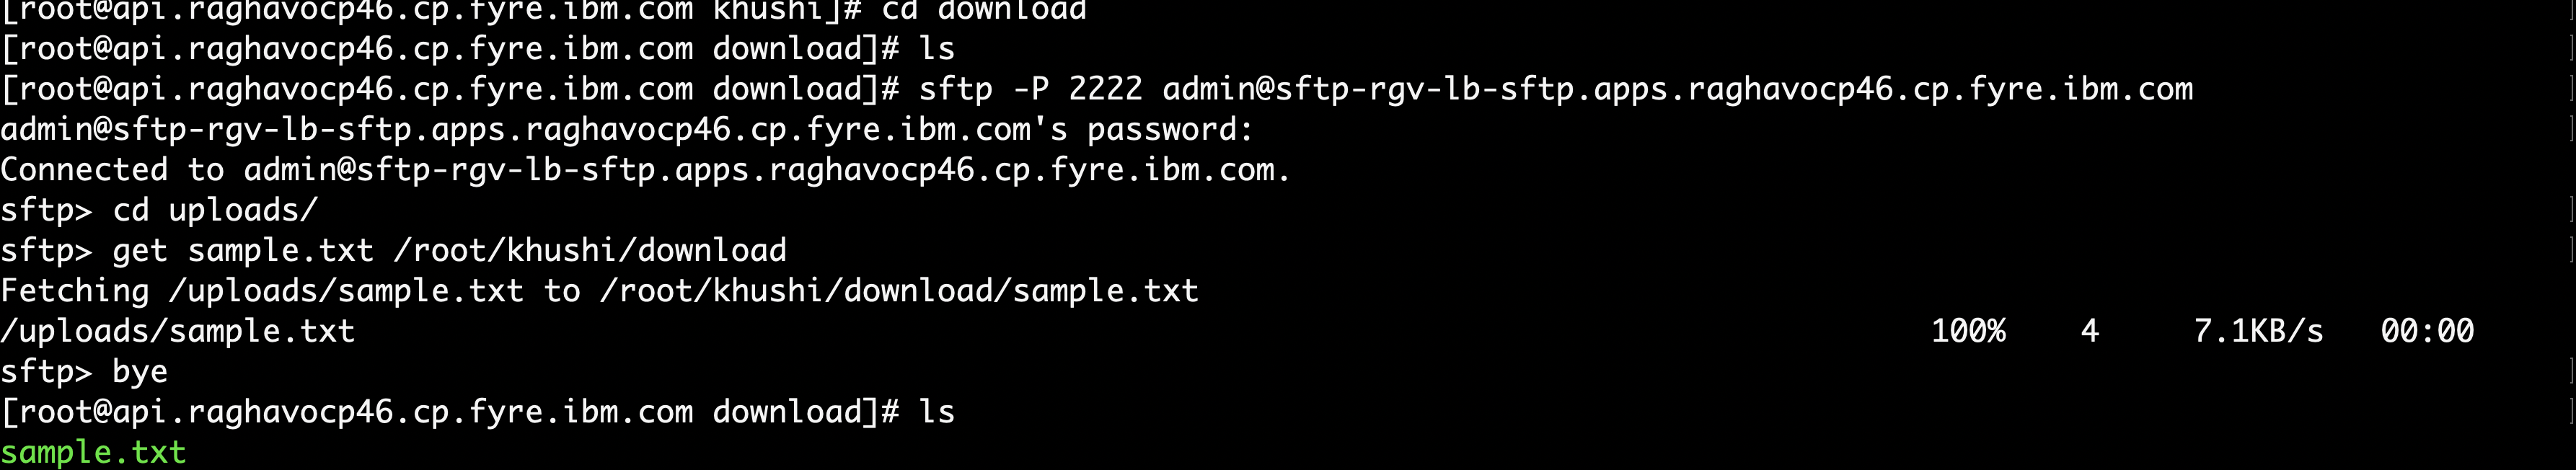 [root@api.raghavocp46.cp.fyre.ibm.com khushi]# cd download
[root@api.raghavocp46.cp.fyre.ibm.com download]# ls
[root@api.raghavocp46.cp.fyre.ibm.com download]# sftp -P 2222 admin@sftp-rgv-lb-sftp.apps.raghavocp46.cp.fyre.ibm.com
admin@sftp-rgv-lb-sftp.apps.raghavocp46.cp.fyre.ibm.com's password:
Connected to admin@sftp-rgv-lb-sftp.apps.raghavocp46.cp.fyre.ibm.com.
sftp> cd uploads/
sftp> get sample.txt /root/khushi/download
Fetching /uploads/sample.txt to /root/khushi/download/sample.txt
/uploads/sample.txt 100% 4 7.1KB/s 00:00
sftp> bye
[root@api.raghavocp46.cp.fyre.ibm.com download]# ls
sample.txt